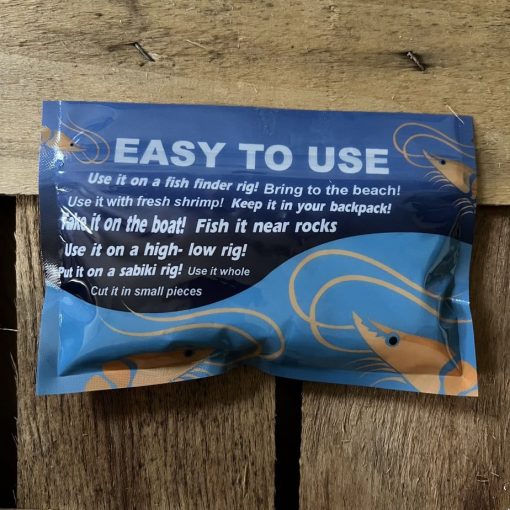 EASY TO USE
Use it on a fish finder rig! Bring to the beach!
Use it with fresh shrimp! Keep it in your backpack!
Take it on the boat! Fish it near rocks
Use it on a high- low rig!
Put it on a sabiki rig! Use it whole
Cut it in small pieces